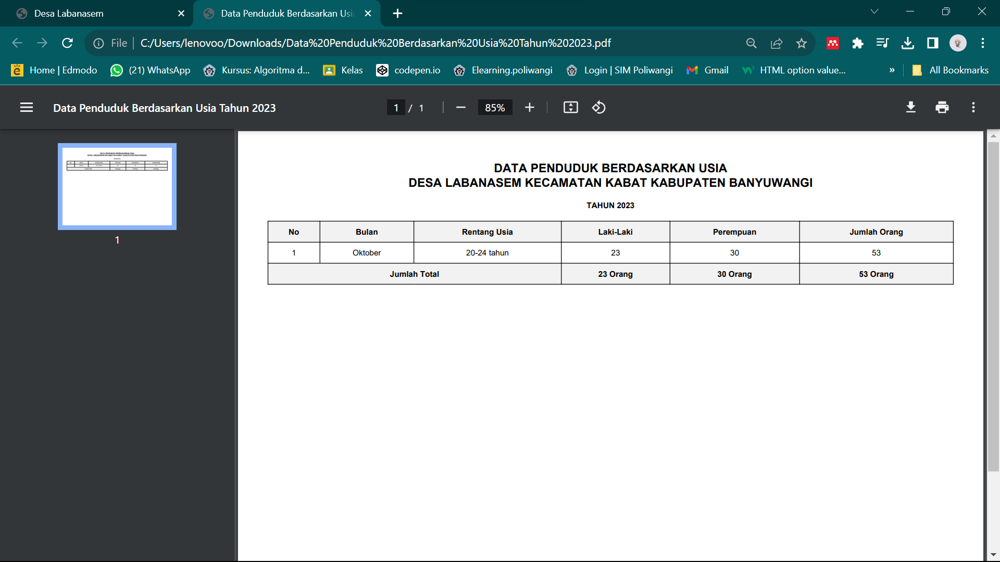 Desa Labanasem
Data Penduduk Berdasarkan Usi
File
C:/Users/lenovoo/Downloads/Data%20Penduduk%20Berdasarkan%20Usia%20Tahun%202023.pdf
Home | Edmodo
(21) WhatsApp
Kursus: Algoritma d...
Kelas
codepen.io
Elearning.poliwangi
Login | SIM Poliwangi
Gmail
HTML option value...
»
All Bookmarks
Data Penduduk Berdasarkan Usia Tahun 2023
1 / 1
85%
1
DATA PENDUDUK BERDASARKAN USIA
DESA LABANASEM KECAMATAN KABAT KABUPATEN BANYUWANGI
TAHUN 2023
No Bulan Rentang Usia Laki-Laki Perempuan Jumlah Orang
1 Oktober 20-24 tahun 23 30 53
Jumlah Total 23 Orang 30 Orang 53 Orang